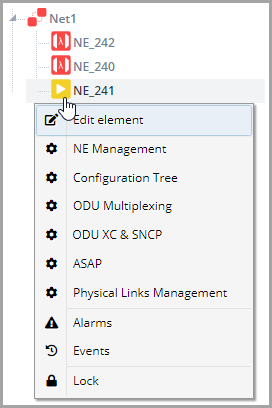 Net1
NE_242
NE_240
NE_241
Edit element
NE Management
Configuration Tree
ODU Multiplexing
ODU XC & SNCP
ASAP
Physical Links Management
Alarms
Events
Lock